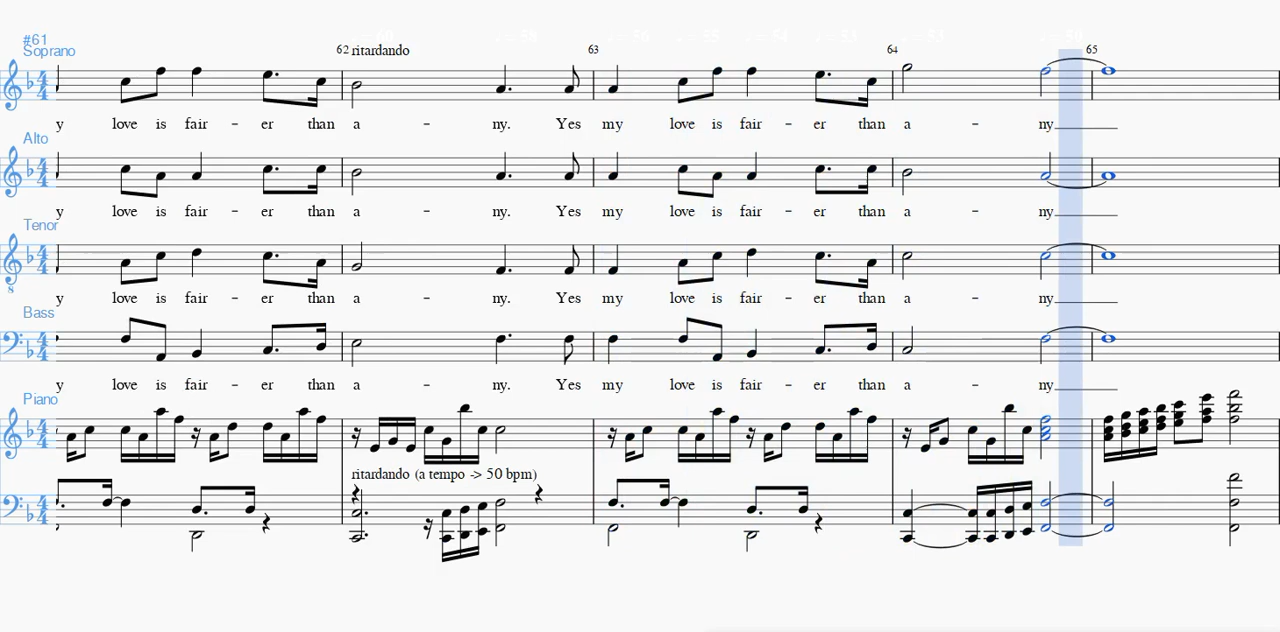 #61
Soprano
62 ritardando
63
64
65
y love is fair - er than a - ny. Yes my love is fair - er than a - ny
Alto
y love is fair - er than a - ny. Yes my love is fair - er than a - ny
Tenor
8
y love is fair - er than a - ny. Yes my love is fair - er than a - ny
Bass
y love is fair - er than a - ny. Yes my love is fair - er than a - ny
Piano
ritardando (a tempo -> 50 bpm)